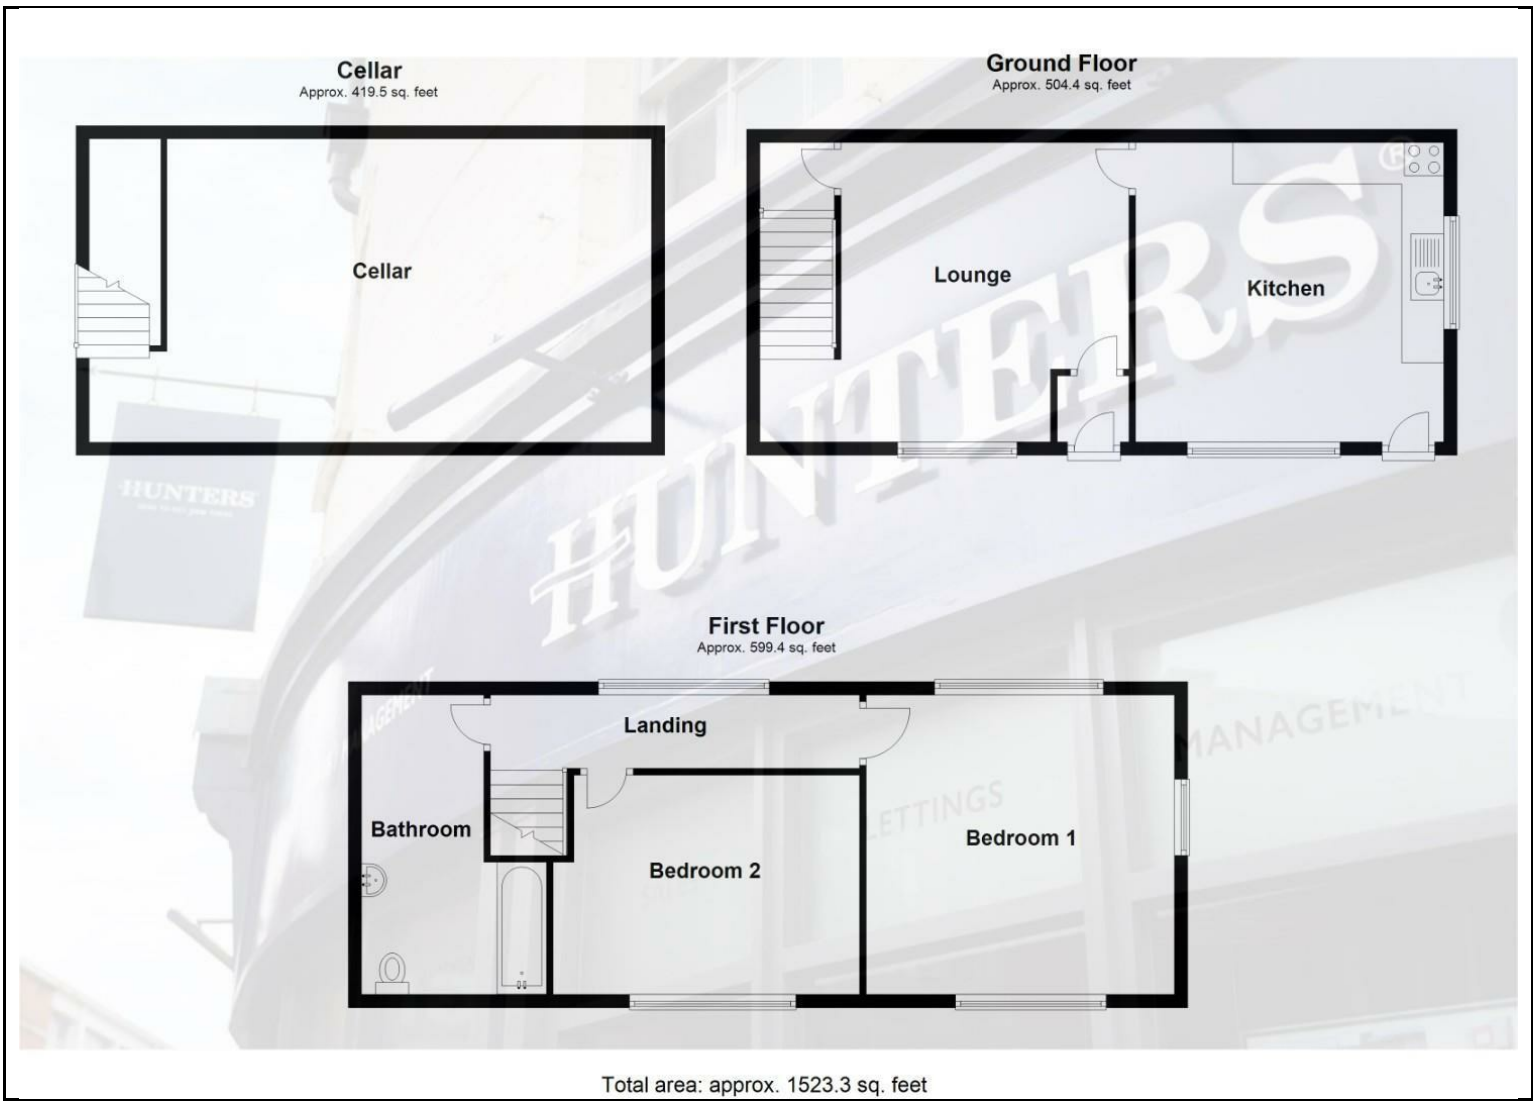 Cellar
Approx. 419.5 sq. feet
Ground Floor
Approx. 504.4 sq. feet
Cellar
Lounge
Kitchen
HUNTERS®
HUNTERS
First Floor
Approx. 599.4 sq. feet
MANAGEMENT
Landing
MANAGEMENT
LETTINGS
Bathroom
Bedroom 2
Bedroom 1
Total area: approx. 1523.3 sq. feet